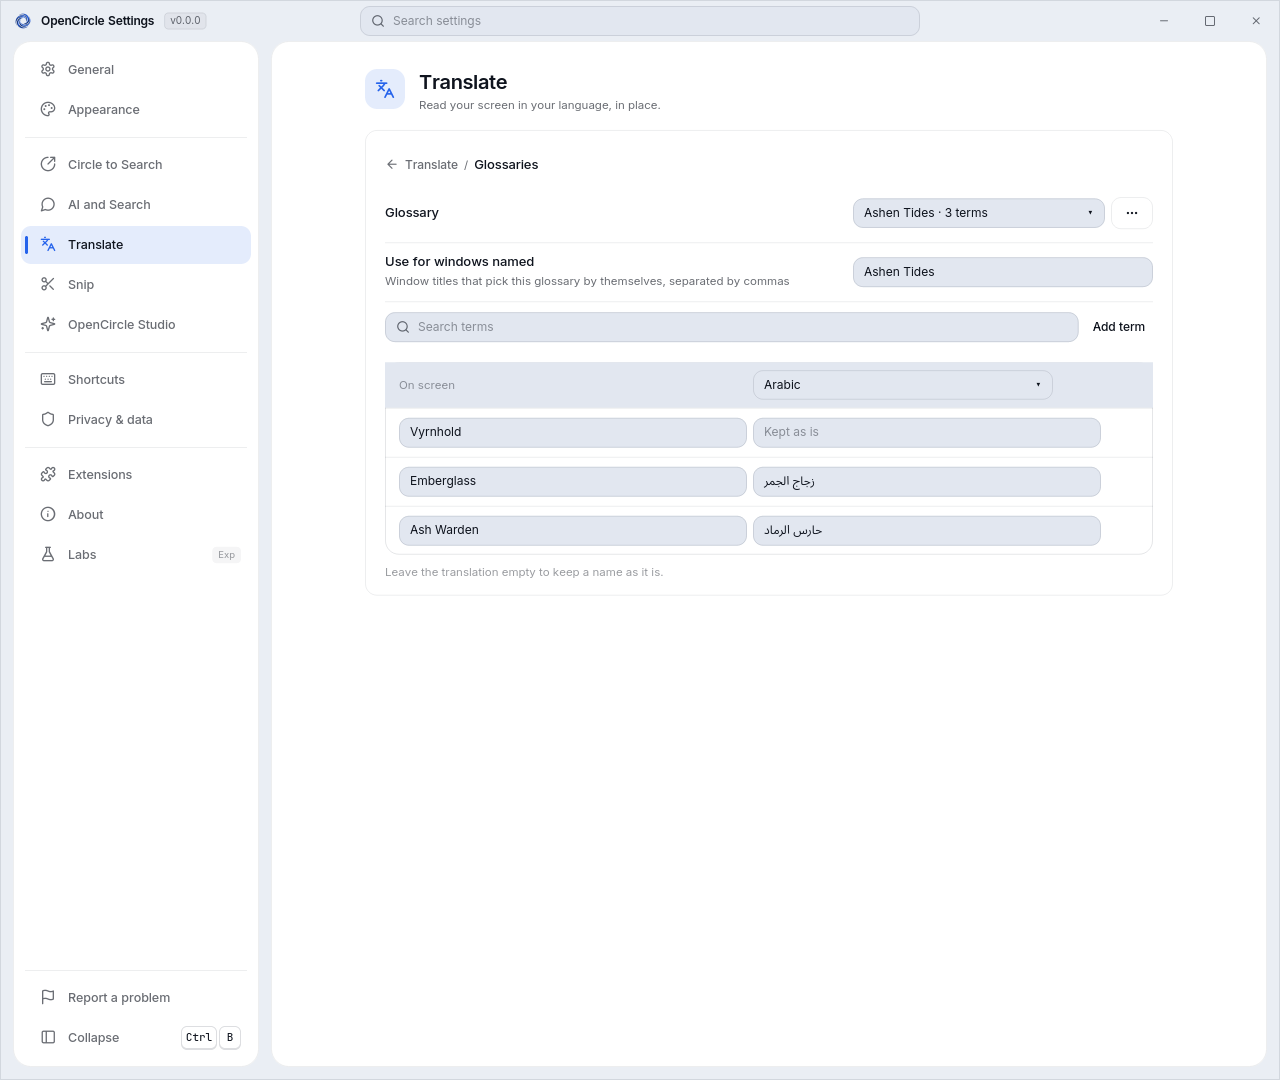 OpenCircle Settings v0.0.0
Search settings
General
Appearance
Circle to Search
AI and Search
Translate
Snip
OpenCircle Studio
Shortcuts
Privacy & data
Extensions
About
Labs Exp
Report a problem
Collapse Ctrl B
Translate
Read your screen in your language, in place.
Translate / Glossaries
Glossary Ashen Tides · 3 terms
Use for windows named
Window titles that pick this glossary by themselves, separated by commas
Ashen Tides
Search terms Add term
On screen Arabic
Vyrnhold Kept as is
Emberglass زجاج الجمر
Ash Warden حارس الرماد
Leave the translation empty to keep a name as it is.